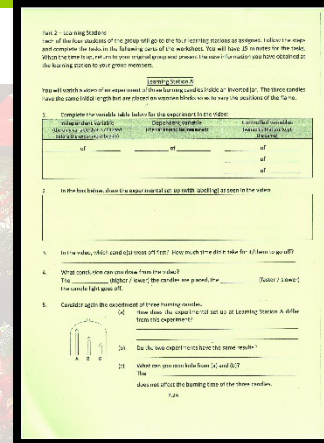 Part 2 – Learning Stations
Each of the four students of the group will go to the four learning stations as assigned. Follow the steps
and complete the tasks in the following parts of the worksheet. You will have 15 minutes for the tasks.
When the time is up, return to your original group and present the new information you have obtained at
the learning station to your group members.
Learning Station A
You will watch a video of an experiment of three burning candles inside an inverted jar. The three candles
have the same initial length but are placed on wooden blocks so as to vary the positions of the flame.
1. Complete the variable table below for the experiment in the video:
Independent variable
Dependent variable
Controlled variables
of
of
of
of
of
2. In the box below, draw the experimental set up (with labelling) as seen in the video
3. In the video, which candle(s) went off first? How much time did it take for it/them to go off?
4. What conclusion can you draw from the video?
The ________ (higher / lower) the candles are placed, the ________ (faster / slower)
the candle light goes off.
5. Consider again the experiment of three burning candles.
(a) How does the experimental set up at Learning Station A differ
from this experiment?
A B C
(b) Do the two experiments have the same results?
(c) What can you conclude from (a) and (b)?
The
does not affect the burning time of the three candles.